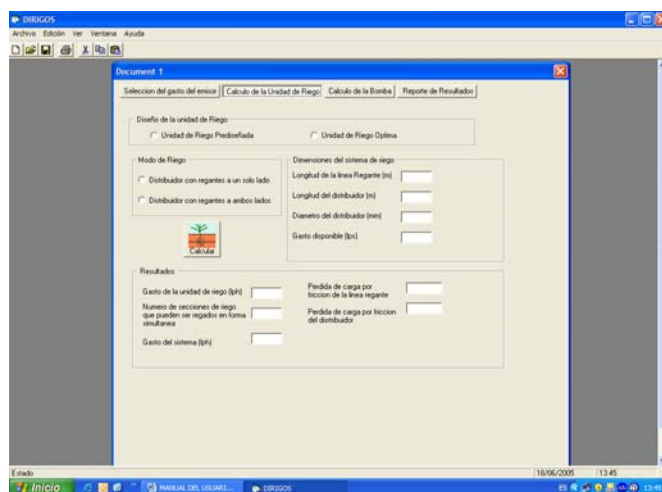 DIRIGOS
Archivo Edición Ver Ventana Ayuda
Document 1
Seleccion del gasto del emisor Calculo de la Unidad de Riego Calculo de la Bomba Reporte de Resultados
Diseño de la unidad de Riego
Unidad de Riego Prediseñada Unidad de Riego Optima
Modo de Riego
Distribuidor con regantes a un solo lado
Distribuidor con regantes a ambos lados
Calcular
Dimensiones del sistema de riego
Longitud de la linea Regante (m)
Longitud del distribuidor (m)
Diametro del distribuidor (mm)
Gasto disponible (lps)
Resultados
Gasto de la unidad de riego (lph)
Numero de secciones de riego
que pueden ser regados en forma
simultanea
Gasto del sistema (lph)
Perdida de carga por
friccion de la linea regante
Perdida de carga por friccion
del distribuidor
Estado 18/06/2005 13:45
Inicio MANUAL DEL USUARI... DIRIGOS ES 13:45